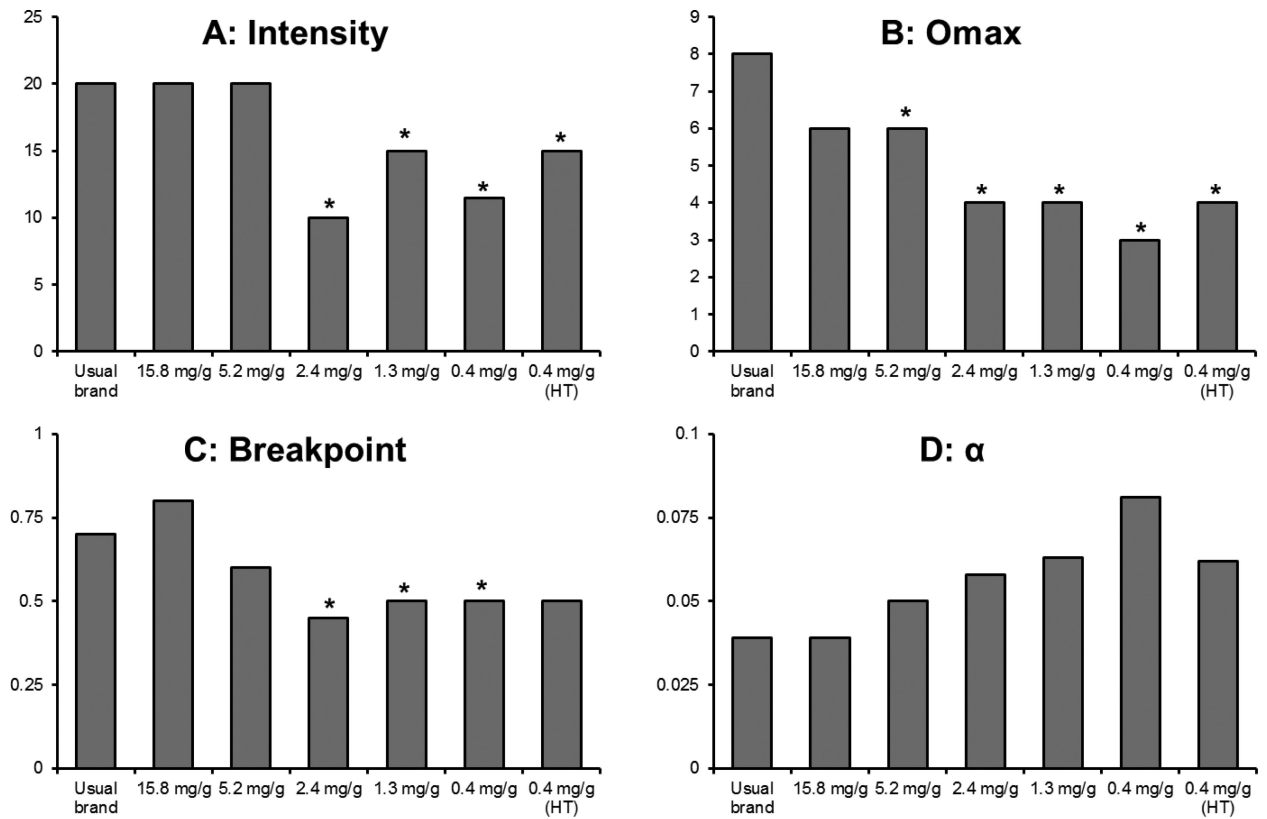 A: Intensity
25
20
15
10
5
0
* * * *
Usual brand 15.8 mg/g 5.2 mg/g 2.4 mg/g 1.3 mg/g 0.4 mg/g 0.4 mg/g (HT)
B: Omax
9
8
7
6
5
4
3
2
1
0
* * * * *
Usual brand 15.8 mg/g 5.2 mg/g 2.4 mg/g 1.3 mg/g 0.4 mg/g 0.4 mg/g (HT)
C: Breakpoint
1
0.75
0.5
0.25
0
* * *
Usual brand 15.8 mg/g 5.2 mg/g 2.4 mg/g 1.3 mg/g 0.4 mg/g 0.4 mg/g (HT)
D: α
0.1
0.075
0.05
0.025
0
Usual brand 15.8 mg/g 5.2 mg/g 2.4 mg/g 1.3 mg/g 0.4 mg/g 0.4 mg/g (HT)